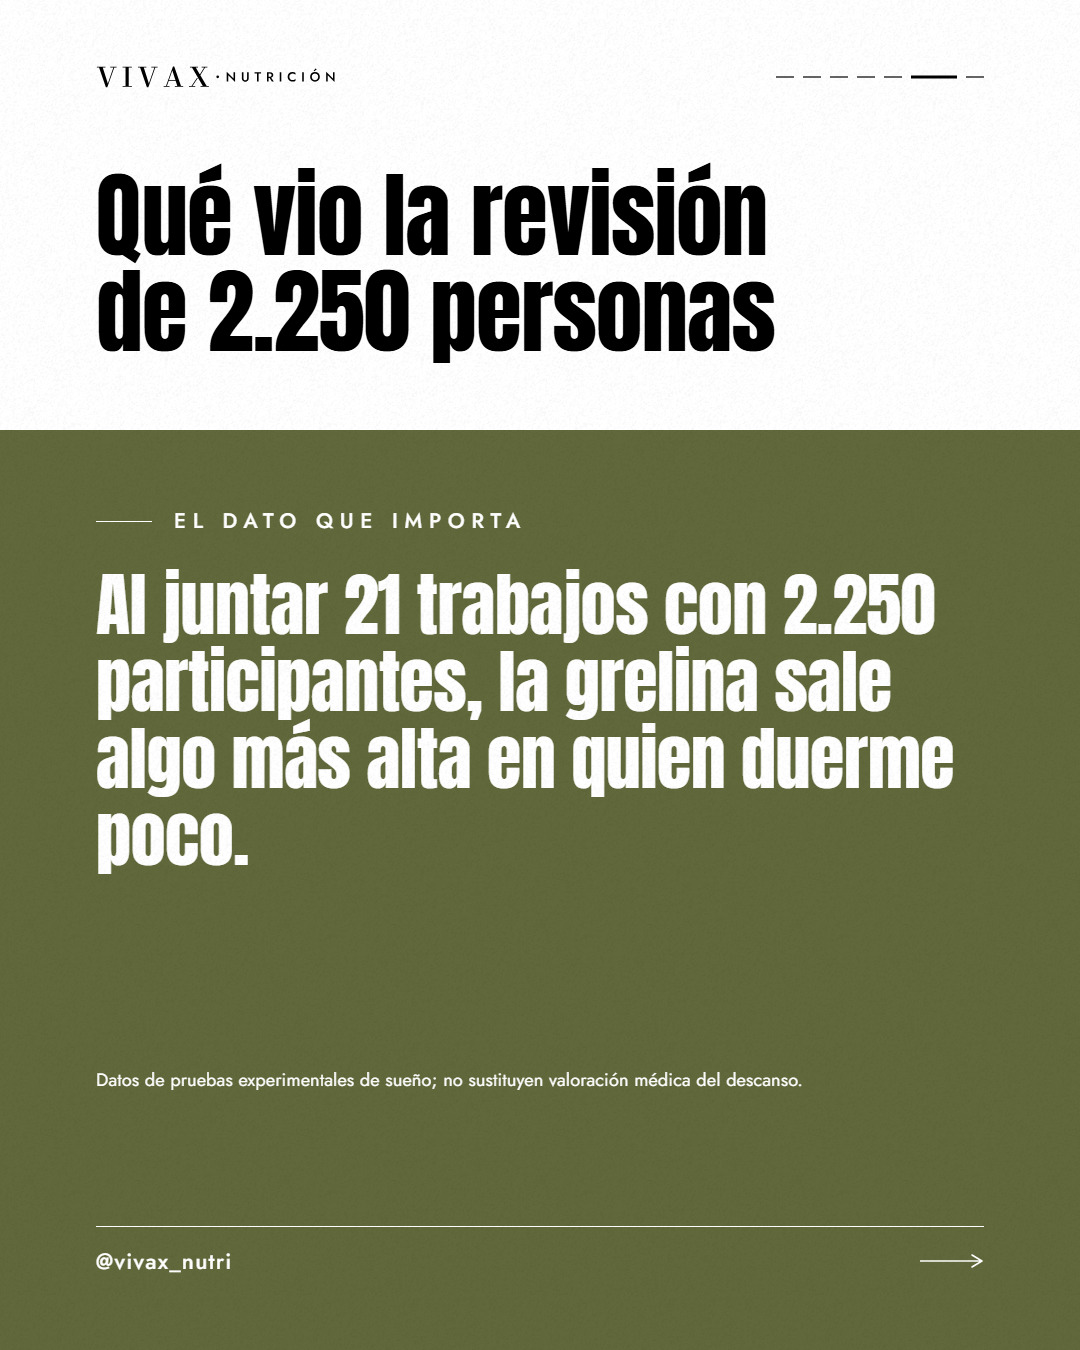 VIVAX·NUTRICIÓN
Qué vio la revisión
de 2.250 personas
EL DATO QUE IMPORTA
Al juntar 21 trabajos con 2.250
participantes, la grelina sale
algo más alta en quien duerme
poco.
Datos de pruebas experimentales de sueño; no sustituyen valoración médica del descanso.
@vivax_nutri